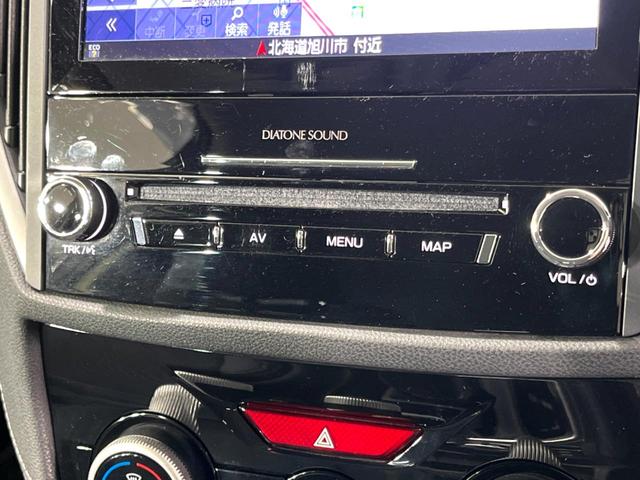 中断 変更 検索 発話
ECO
北海道旭川市 付近
DIATONE SOUND
AV MENU MAP
TRK/
VOL/